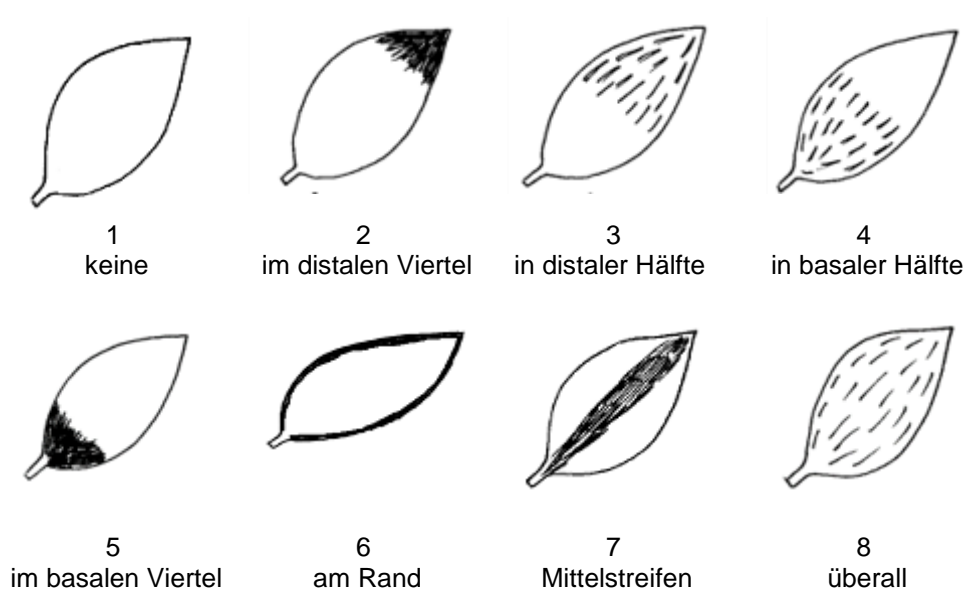 1
keine
2
im distalen Viertel
3
in distaler Hälfte
4
in basaler Hälfte
5
im basalen Viertel
6
am Rand
7
Mittelstreifen
8
überall